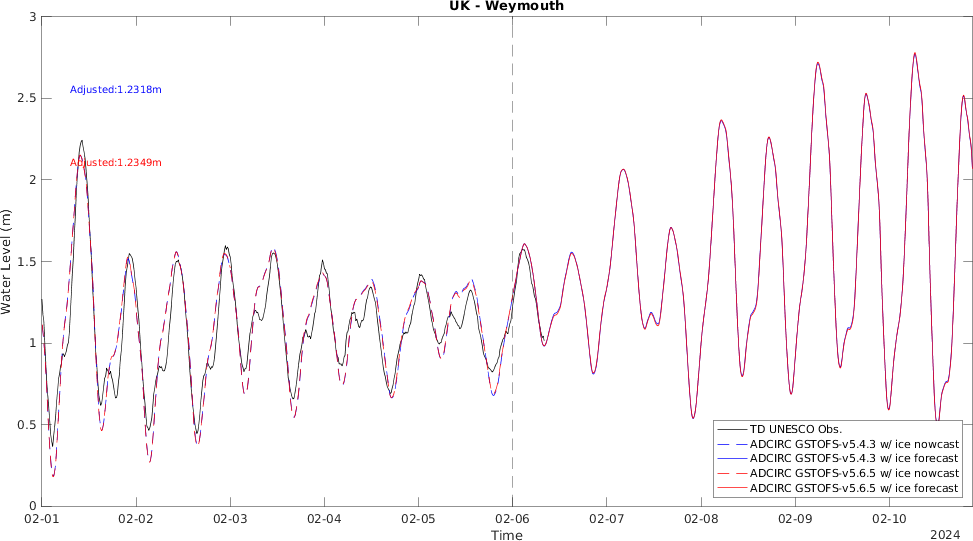 UK - Weymouth
3
2.5
2
1.5
1
0.5
0
Water Level (m)
Adjusted:1.2318m
Adjusted:1.2349m
TD UNESCO Obs.
ADCIRC GSTOFS-v5.4.3 w/ ice nowcast
ADCIRC GSTOFS-v5.4.3 w/ ice forecast
ADCIRC GSTOFS-v5.6.5 w/ ice nowcast
ADCIRC GSTOFS-v5.6.5 w/ ice forecast
02-01 02-02 02-03 02-04 02-05 02-06 02-07 02-08 02-09 02-10
Time
2024